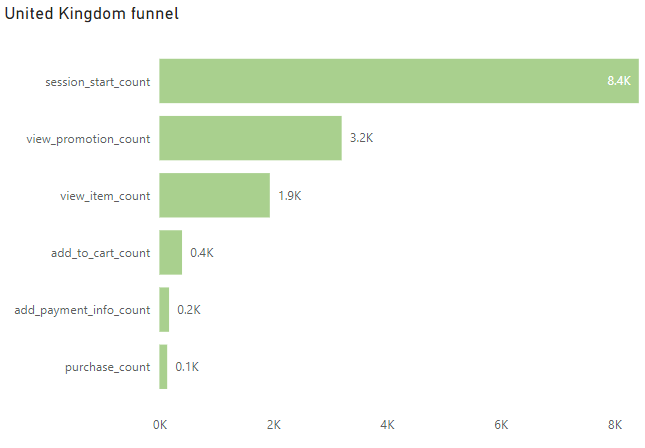 United Kingdom funnel
session_start_count 8.4K
view_promotion_count 3.2K
view_item_count 1.9K
add_to_cart_count 0.4K
add_payment_info_count 0.2K
purchase_count 0.1K
0K 2K 4K 6K 8K